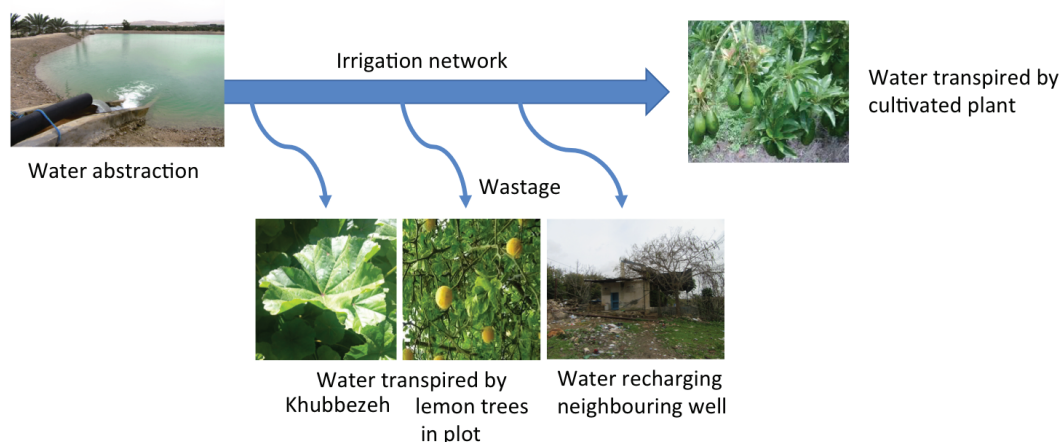 Irrigation network
Water transpired by
cultivated plant
Water abstraction
Wastage
Water transpired by
Khubbezeh
lemon trees
in plot
Water recharging
neighbouring well